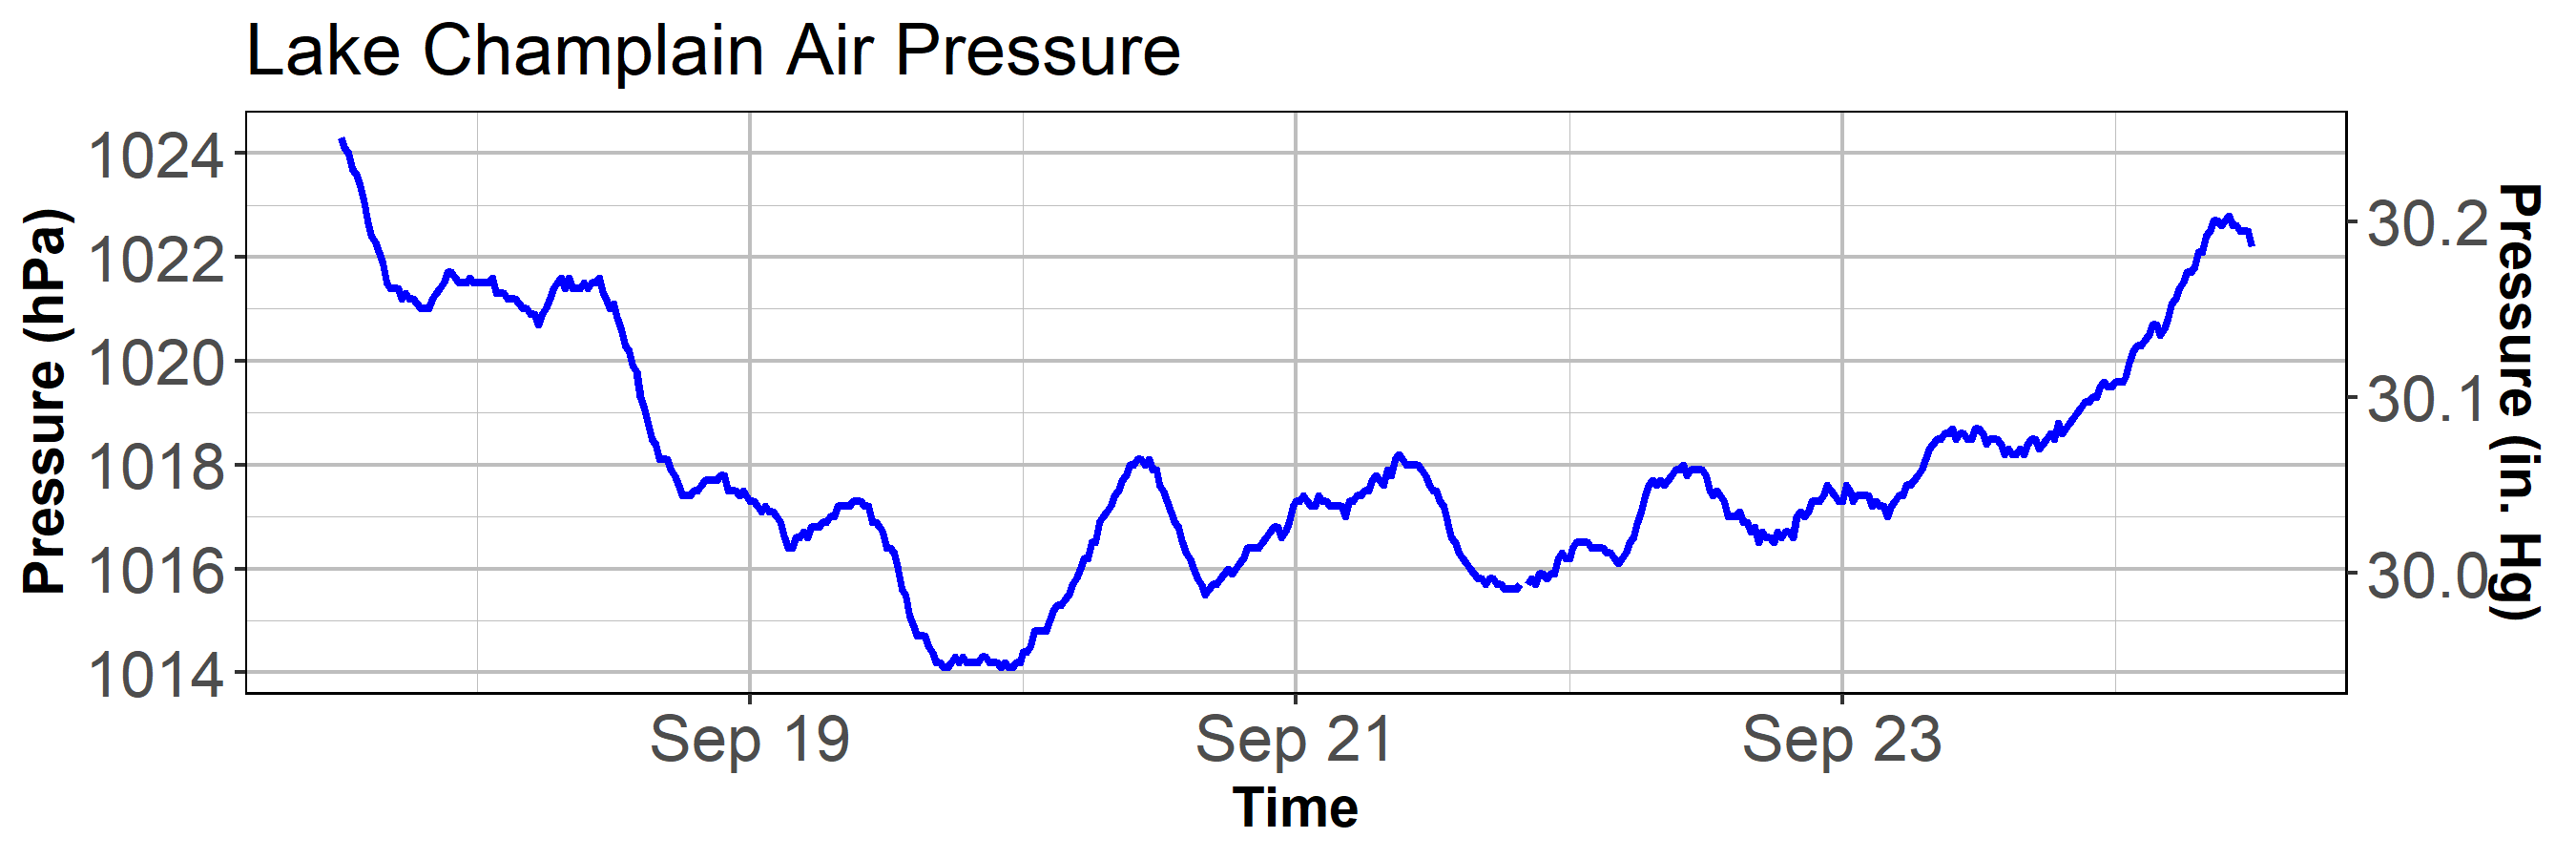 Lake Champlain Air Pressure
Pressure (hPa)
1024
1022
1020
1018
1016
1014
30.2
30.1
30.0
Pressure (in. Hg)
Sep 19
Sep 21
Sep 23
Time